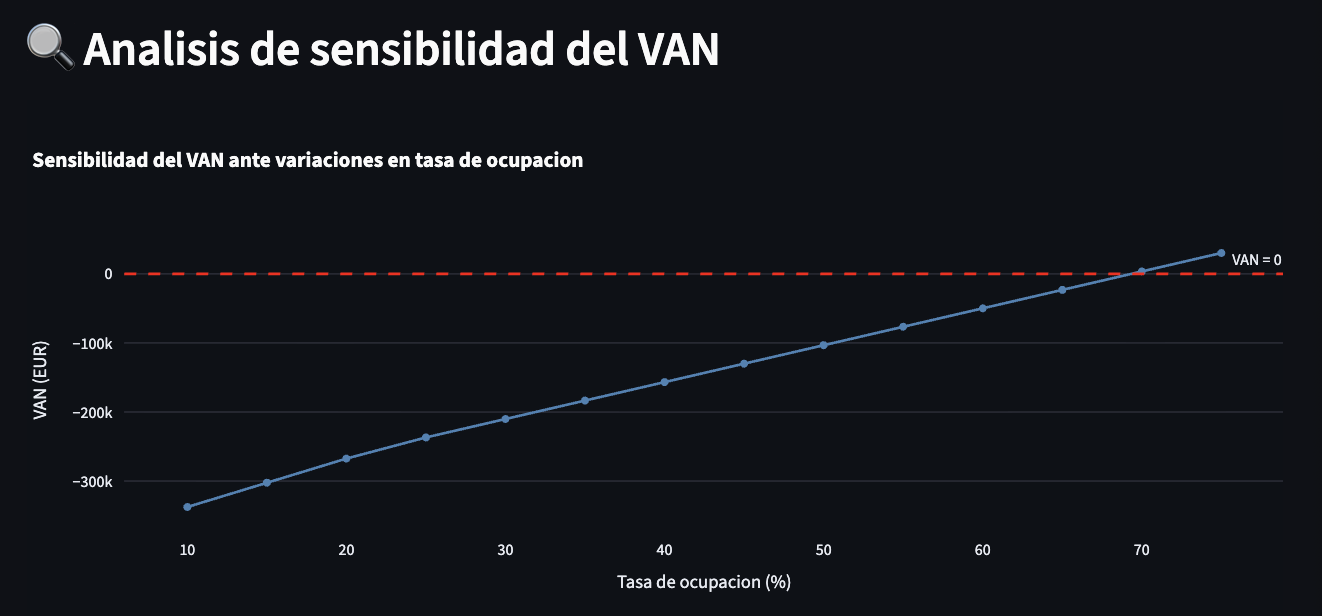 Analisis de sensibilidad del VAN
Sensibilidad del VAN ante variaciones en tasa de ocupacion
VAN = 0
0
−100k
−200k
−300k
VAN (EUR)
10 20 30 40 50 60 70
Tasa de ocupacion (%)